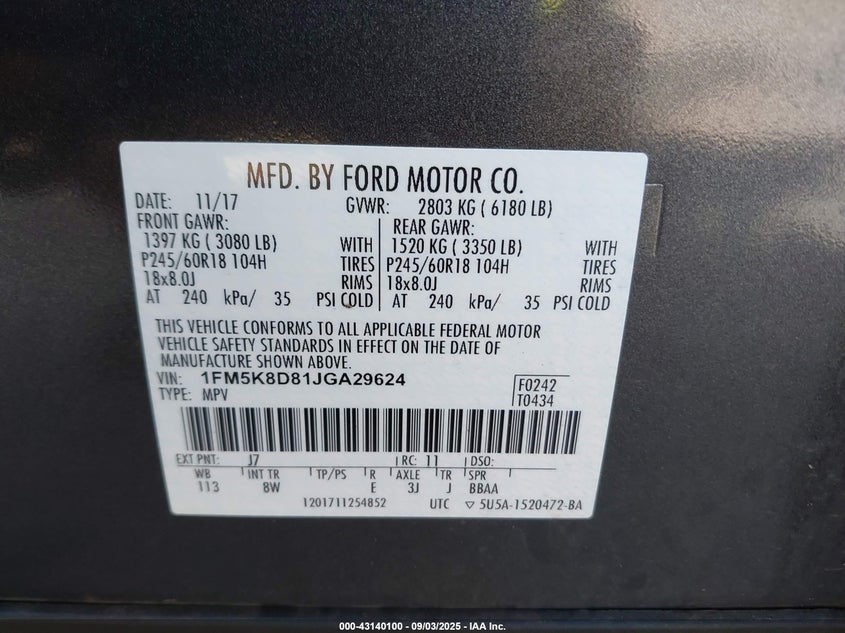 MFD. BY FORD MOTOR CO.
DATE: 11/17 GVWR: 2803 KG ( 6180 LB)
FRONT GAWR: REAR GAWR:
1397 KG ( 3080 LB) WITH 1520 KG ( 3350 LB) WITH
P245/60R18 104H TIRES P245/60R18 104H TIRES
18x8.0J RIMS 18x8.0J RIMS
AT 240 kPa/ 35 PSI COLD AT 240 kPa/ 35 PSI COLD
THIS VEHICLE CONFORMS TO ALL APPLICABLE FEDERAL MOTOR
VEHICLE SAFETY STANDARDS IN EFFECT ON THE DATE OF
MANUFACTURE SHOWN ABOVE.
VIN: 1FM5K8D81JGA29624
TYPE: MPV
F0242
T0434
EXT PNT: J7 RC: 11 DSO:
WB INT TR TP/PS R AXLE TR SPR
113 8W E 3J J BBAA
1201711254852 UTC ▽ 5U5A-1520472-BA
000-43140100 - 09/03/2025 - IAA Inc.